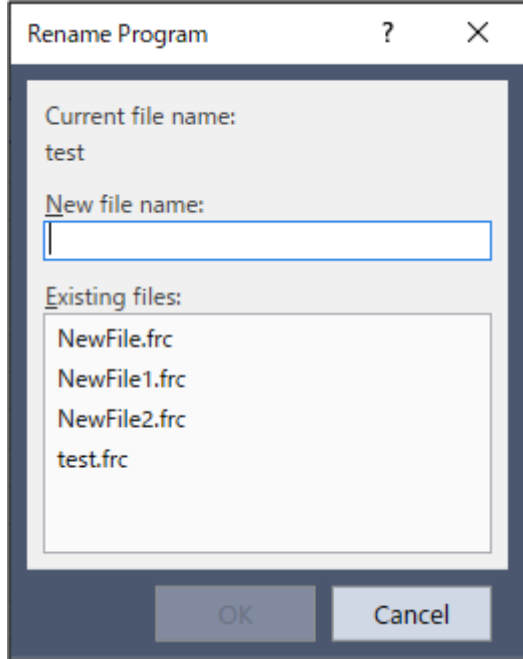 Rename Program ?
Current file name:
test
New file name:
Existing files:
NewFile.frc
NewFile1.frc
NewFile2.frc
test.frc
OK Cancel